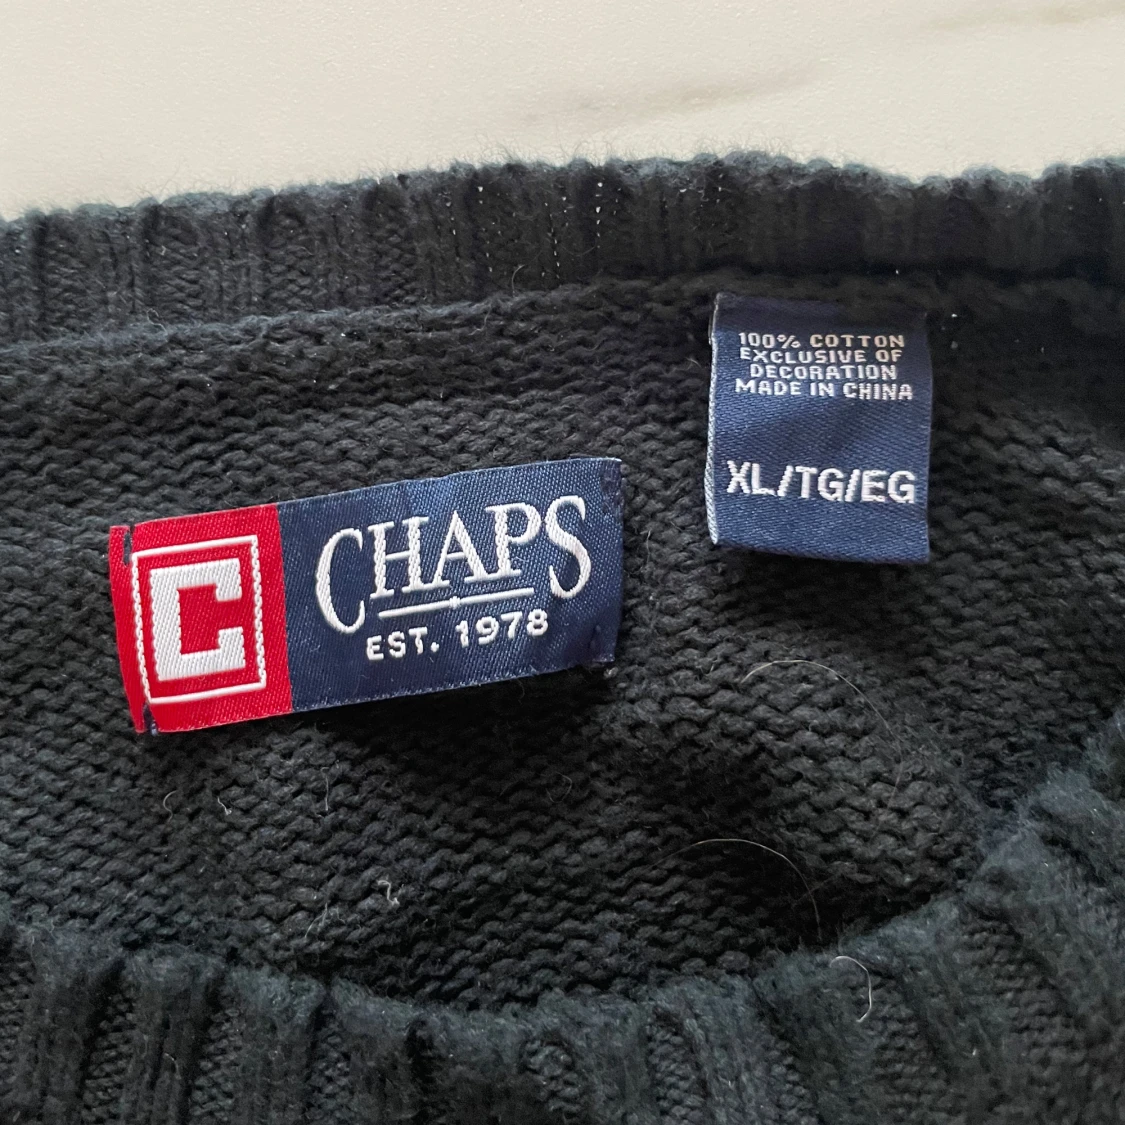 100% COTTON
EXCLUSIVE OF
DECORATION
MADE IN CHINA
XL/TG/EG
C
CHAPS
EST. 1978